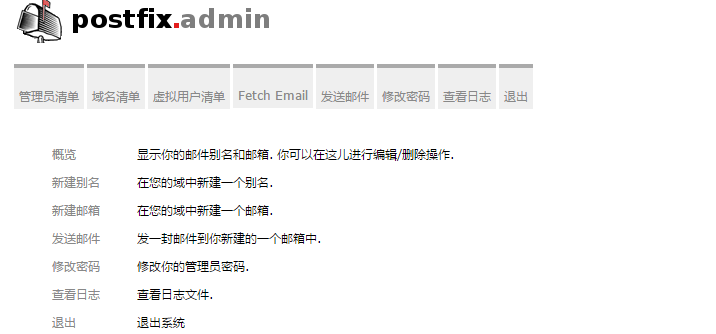 postfix.admin
管理员清单 域名清单 虚拟用户清单 Fetch Email 发送邮件 修改密码 查看日志 退出
概览 显示你的邮件别名和邮箱. 你可以在这儿进行编辑/删除操作.
新建别名 在您的域中新建一个别名.
新建邮箱 在您的域中新建一个邮箱.
发送邮件 发一封邮件到你新建的一个邮箱中.
修改密码 修改你的管理员密码.
查看日志 查看日志文件.
退出 退出系统